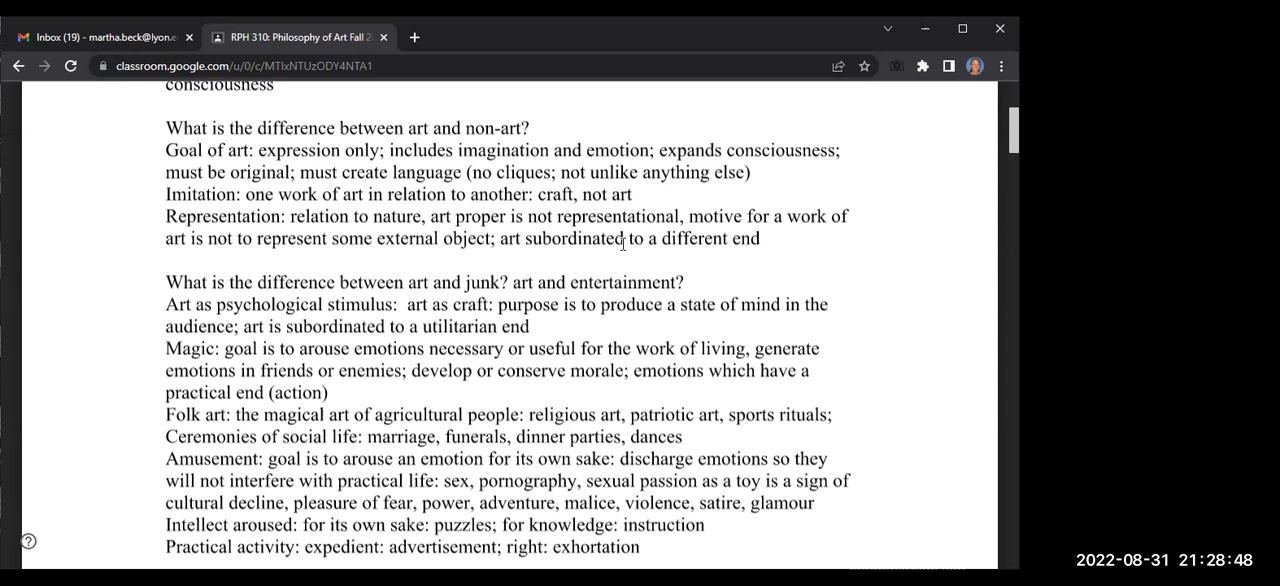 Inbox (19) - martha.beck@lyon.e
RPH 310: Philosophy of Art Fall 2
classroom.google.com/u/0/c/MTIxNTUzODY4NTA1
consciousness
What is the difference between art and non-art?
Goal of art: expression only; includes imagination and emotion; expands consciousness;
must be original; must create language (no cliques; not unlike anything else)
Imitation: one work of art in relation to another: craft, not art
Representation: relation to nature, art proper is not representational, motive for a work of
art is not to represent some external object; art subordinated to a different end
What is the difference between art and junk? art and entertainment?
Art as psychological stimulus:  art as craft: purpose is to produce a state of mind in the
audience; art is subordinated to a utilitarian end
Magic: goal is to arouse emotions necessary or useful for the work of living, generate
emotions in friends or enemies; develop or conserve morale; emotions which have a
practical end (action)
Folk art: the magical art of agricultural people: religious art, patriotic art, sports rituals;
Ceremonies of social life: marriage, funerals, dinner parties, dances
Amusement: goal is to arouse an emotion for its own sake: discharge emotions so they
will not interfere with practical life: sex, pornography, sexual passion as a toy is a sign of
cultural decline, pleasure of fear, power, adventure, malice, violence, satire, glamour
Intellect aroused: for its own sake: puzzles; for knowledge: instruction
Practical activity: expedient: advertisement; right: exhortation
2022-08-31 21:28:48